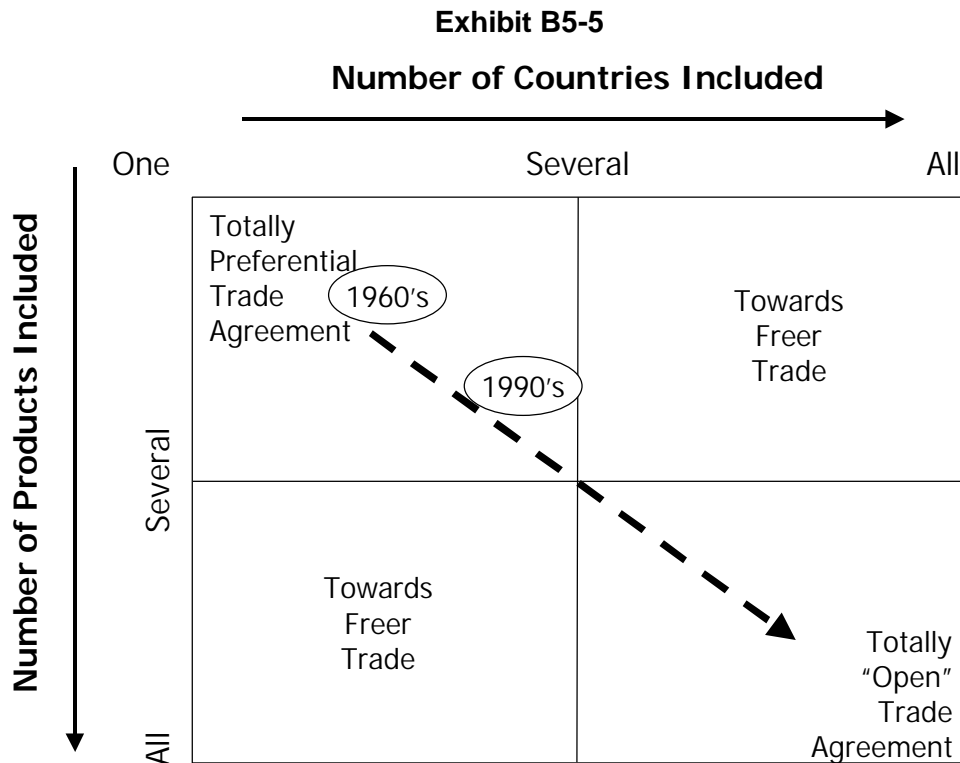 Exhibit B5-5
Number of Countries Included
One
Several
All
Number of Products Included
Several
All
Totally
Preferential
Trade
Agreement
1960's
1990's
Towards
Freer
Trade
Towards
Freer
Trade
Totally
“Open”
Trade
Agreement